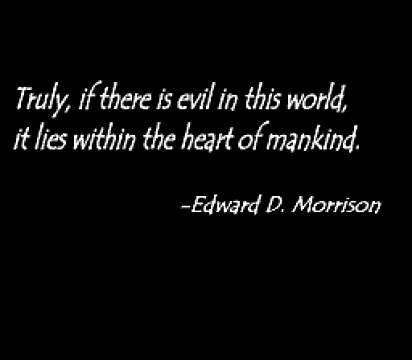 Truly, if there is evil in this world,
it lies within the heart of mankind.
-Edward D. Morrison